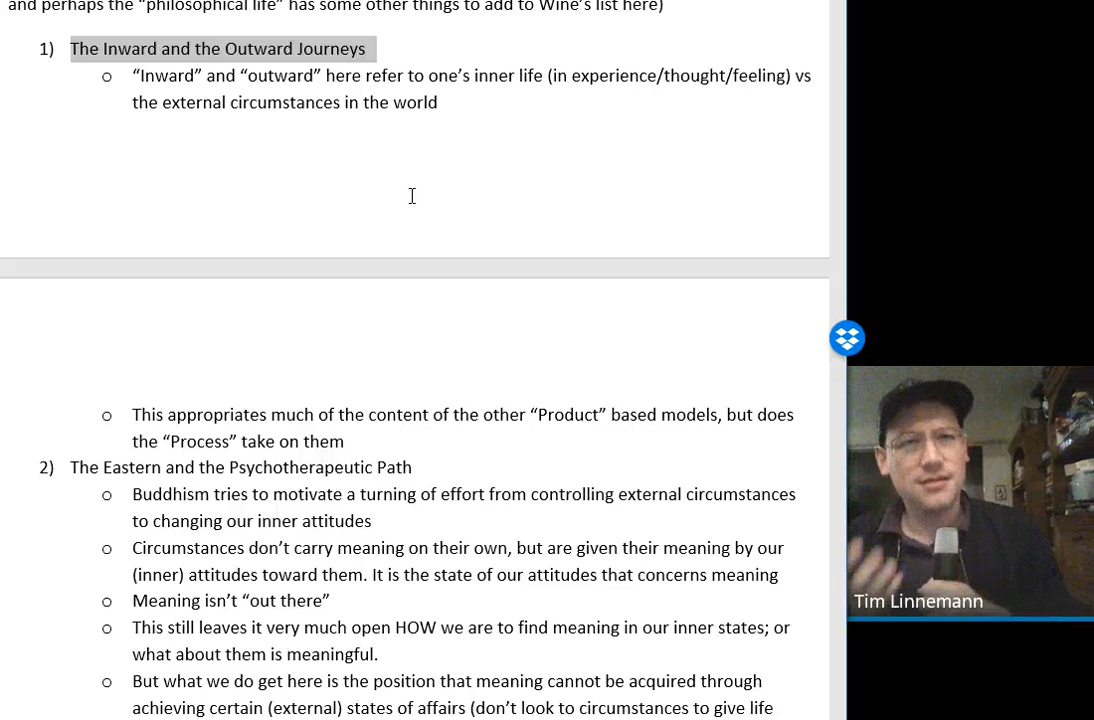 and perhaps the "philosophical life" has some other things to add to Wine's list here)
1) The Inward and the Outward Journeys
o "Inward" and "outward" here refer to one's inner life (in experience/thought/feeling) vs
the external circumstances in the world
o This appropriates much of the content of the other "Product" based models, but does
the "Process" take on them
2) The Eastern and the Psychotherapeutic Path
o Buddhism tries to motivate a turning of effort from controlling external circumstances
to changing our inner attitudes
o Circumstances don't carry meaning on their own, but are given their meaning by our
(inner) attitudes toward them. It is the state of our attitudes that concerns meaning
o Meaning isn't "out there"
o This still leaves it very much open HOW we are to find meaning in our inner states; or
what about them is meaningful.
o But what we do get here is the position that meaning cannot be acquired through
achieving certain (external) states of affairs (don't look to circumstances to give life
Tim Linnemann